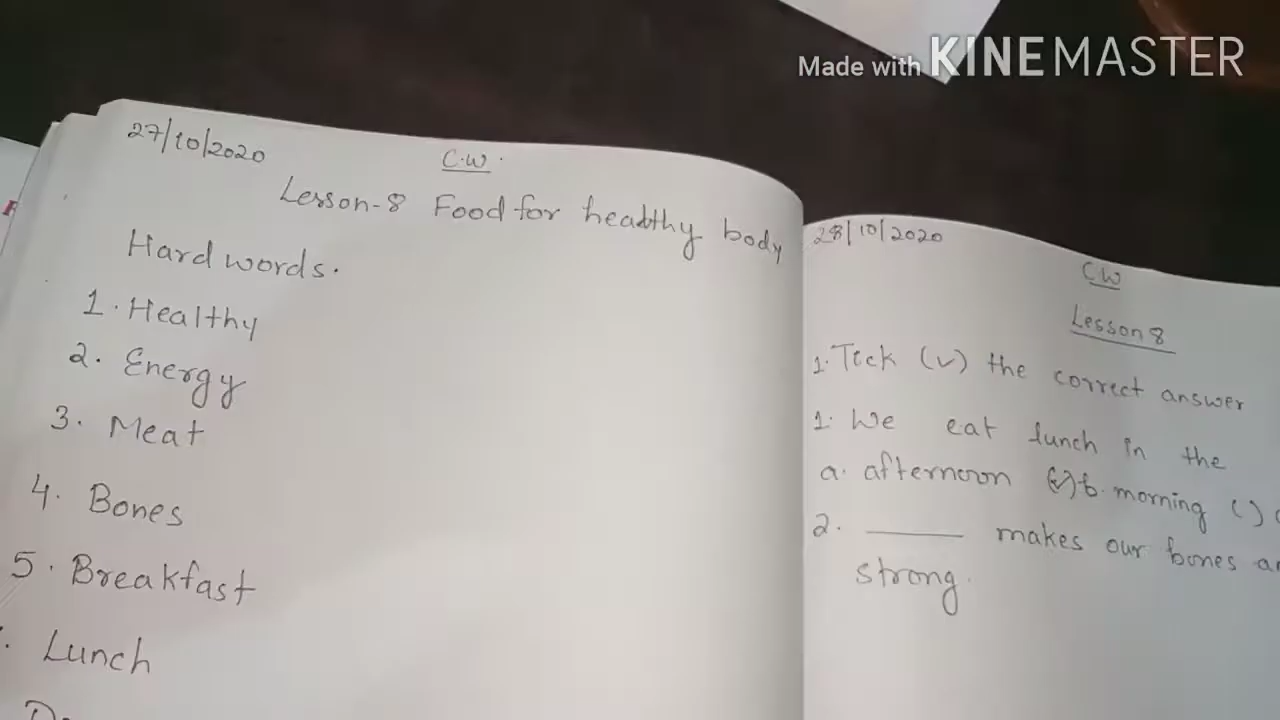 Made with KINEMASTER
27/10/2020
C.W.
Lesson-8 Food for healthy body
Hard words.
1. Healthy
2. Energy
3. Meat
4. Bones
5. Breakfast
Lunch
28/10/2020
CW
Lesson 8
1. Tick (✓) the correct answer
1. We eat lunch in the
a. afternoon (✓) b. morning ( )
2. ______ makes our bones
strong.